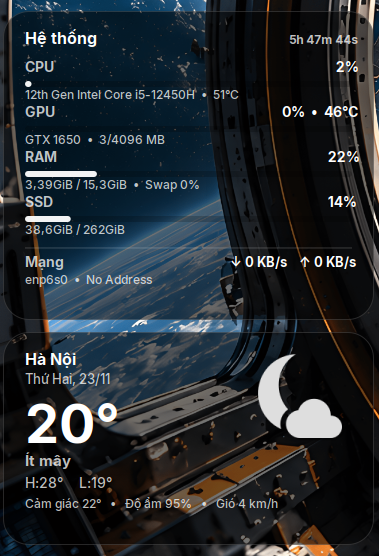 Hệ thống 5h 47m 44s
CPU 2%
12th Gen Intel Core i5-12450H • 51°C
GPU 0% • 46°C
GTX 1650 • 3/4096 MB
RAM 22%
3,39GiB / 15,3GiB • Swap 0%
SSD 14%
38,6GiB / 262GiB
Mạng ↓ 0 KB/s ↑ 0 KB/s
enp6s0 • No Address
Hà Nội
Thứ Hai, 23/11
20°
Ít mây
H:28° L:19°
Cảm giác 22° • Độ ẩm 95% • Gió 4 km/h